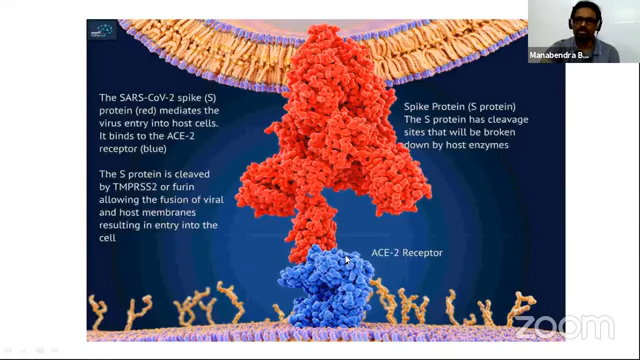 Manabendra B...
The SARS-CoV-2 spike (S)
protein (red) mediates the
virus entry into host cells.
It binds to the ACE-2
receptor (blue)
The S protein is cleaved
by TMPRSS2 or furin
allowing the fusion of viral
and host membranes
resulting in entry into the
cell
Spike Protein (S protein)
The S protein has cleavage
sites that will be broken
down by host enzymes
ACE-2 Receptor
zoom